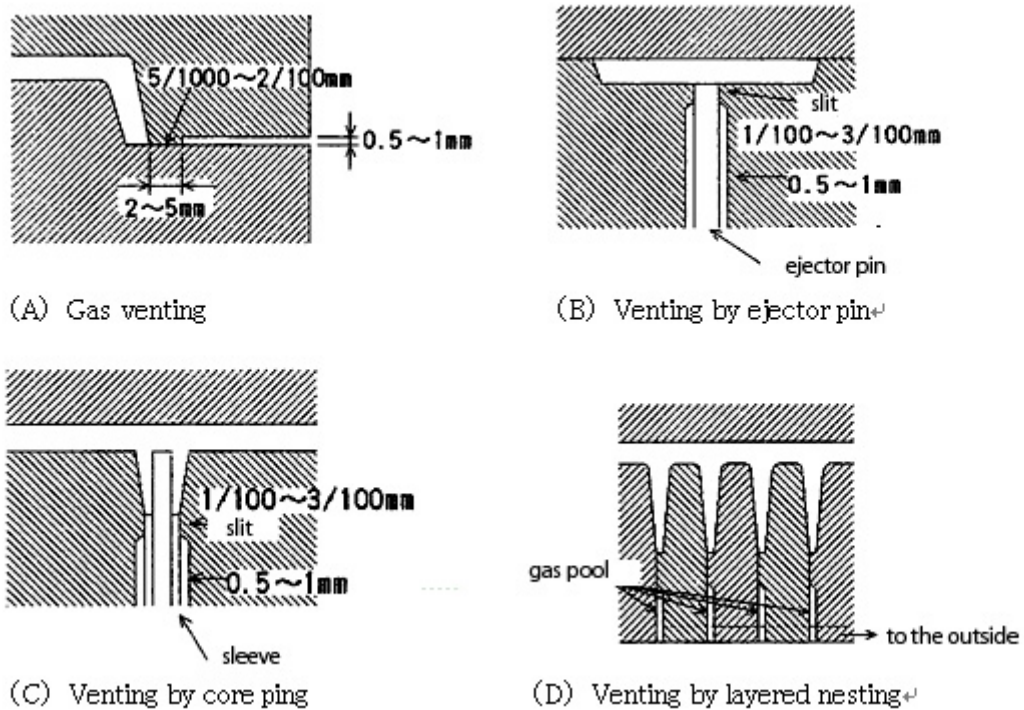 5/1000～2/100mm
0.5～1mm
2～5mm
(A) Gas venting
slit
1/100～3/100mm
0.5～1mm
ejector pin
(B) Venting by ejector pin↵
1/100～3/100mm
slit
0.5～1mm
sleeve
(C) Venting by core ping
gas pool
to the outside
(D) Venting by layered nesting↵